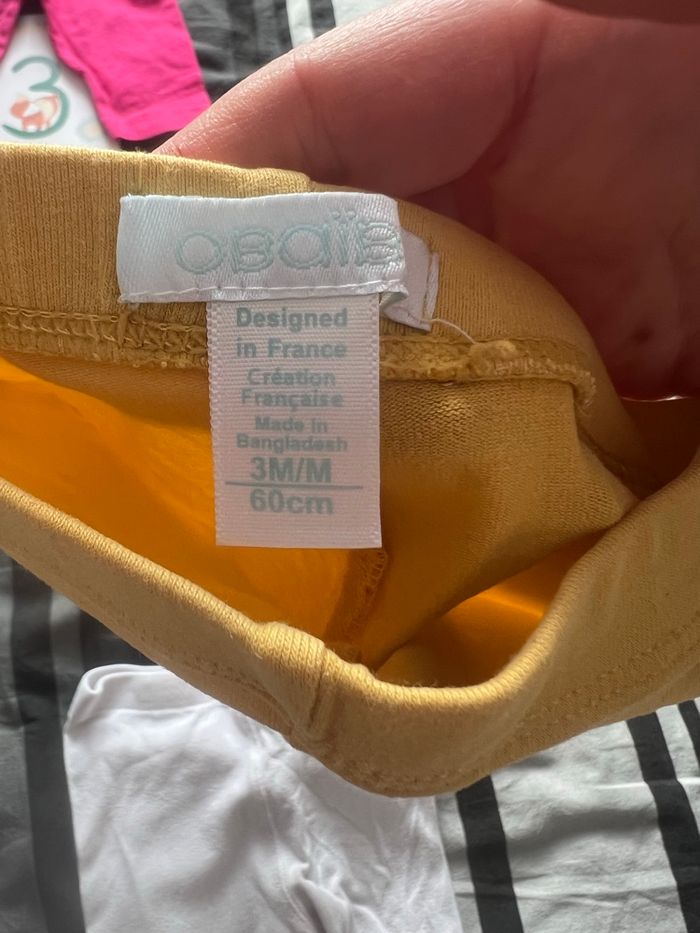 3
obaïbi
Designed
in France
Création
Française
Made in
Bangladesh
3M/M
60cm